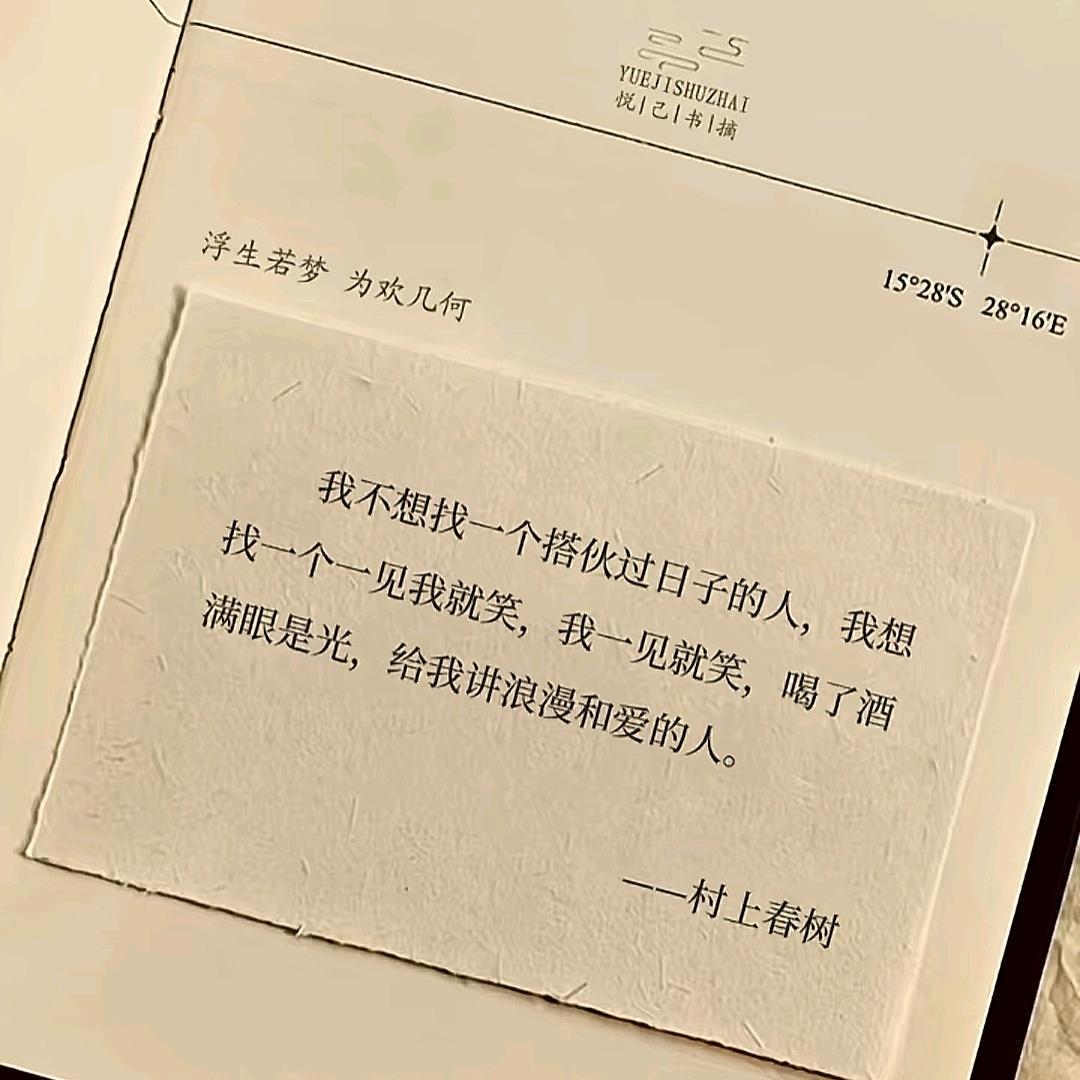 YUEJISHUZHAI
悦|己|书|摘
15°28'S 28°16'E
浮生若梦 为欢几何
我不想找一个搭伙过日子的人，我想
找一个一见我就笑，我一见就笑，喝了酒
满眼是光，给我讲浪漫和爱的人。
——村上春树